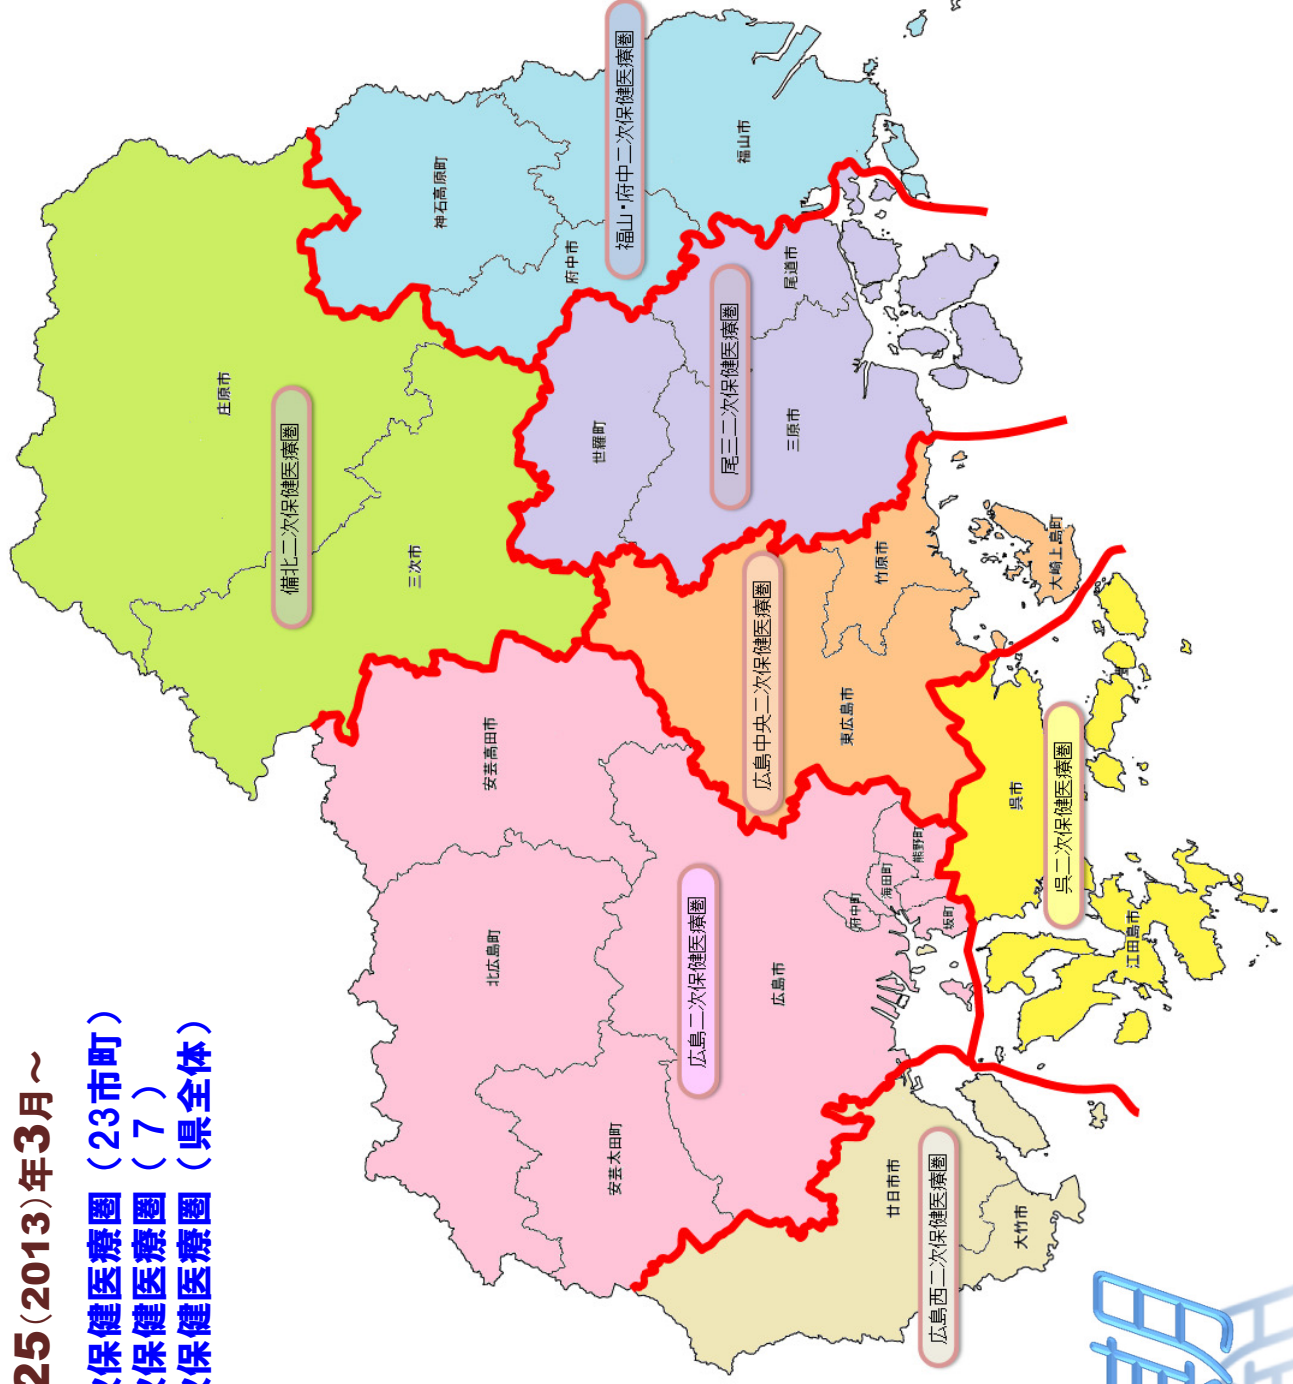 25(2013)年3月～
保健医療圏（23市町）
保健医療圏（7）
保健医療圏（県全体）
庄原市
備北二次保健医療圏
三次市
神石高原町
安芸高田市
北広島町
府中市
世羅町
安芸太田町
福山・府中二次保健医療圏
広島二次保健医療圏
尾三二次保健医療圏
福山市
広島中央二次保健医療圏
広島市
尾道市
三原市
東広島市
府中町
竹原市
海田町
廿日市市
熊野町
広島西二次保健医療圏
坂町
呉市
大竹市
大崎上島町
呉二次保健医療圏
江田島市